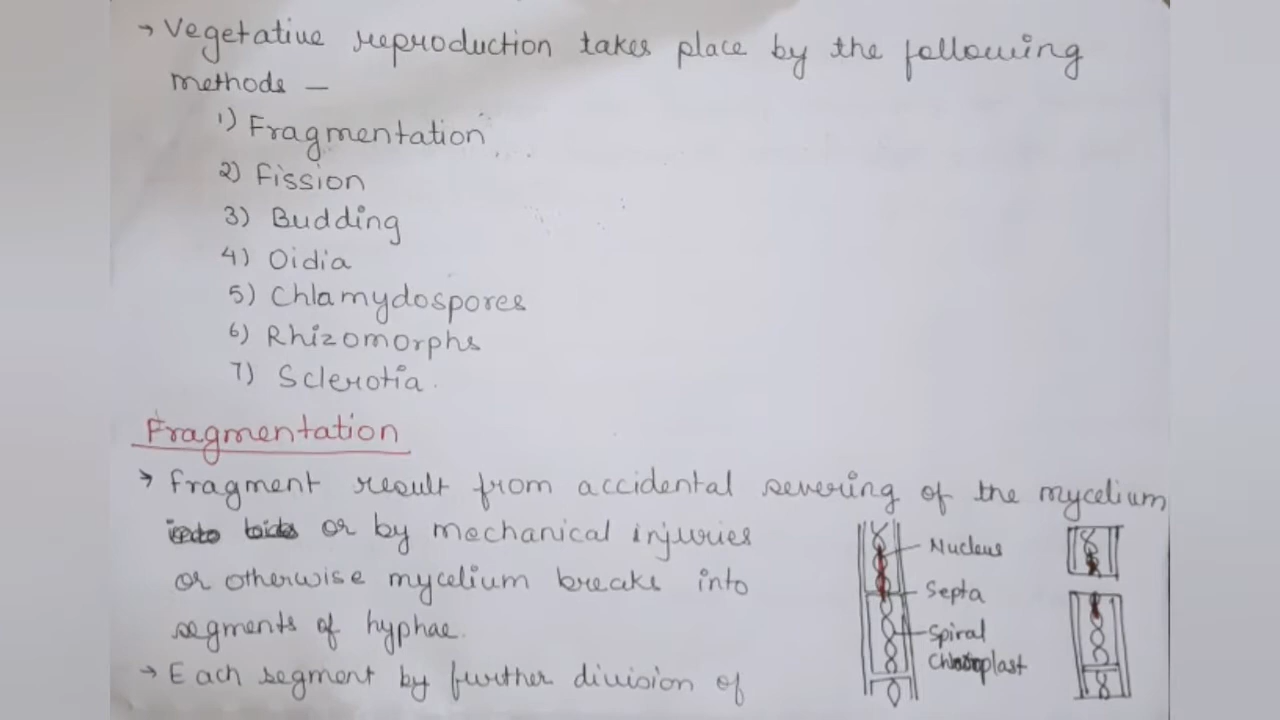 → Vegetative reproduction takes place by the following
methods —
1) Fragmentation
2) Fission
3) Budding
4) Oidia
5) Chlamydospores
6) Rhizomorphs
7) Sclerotia.
Fragmentation
→ Fragment result from accidental severing of the mycelium
or by mechanical injuries
or otherwise mycelium breaks into
segments of hyphae.
→ Each segment by further division of
Nucleus
Septa
Spiral
Chloroplast